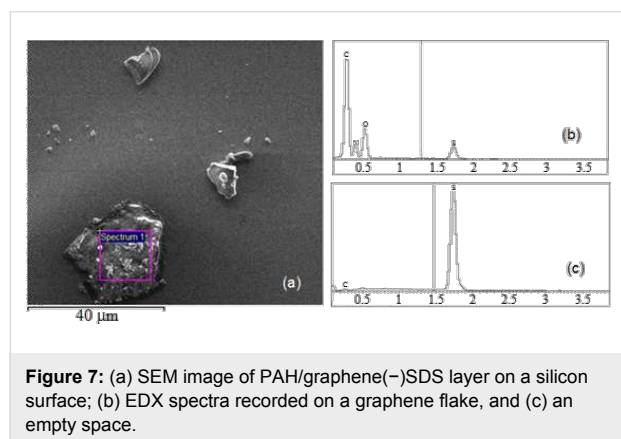 Spectrum 1
(a)
40 μm
C
N
O
S
(b)
0.5 1 1.5 2 2.5 3 3.5
S
C
(c)
0.5 1 1.5 2 2.5 3 3.5
Figure 7: (a) SEM image of PAH/graphene(−)SDS layer on a silicon
surface; (b) EDX spectra recorded on a graphene flake, and (c) an
empty space.